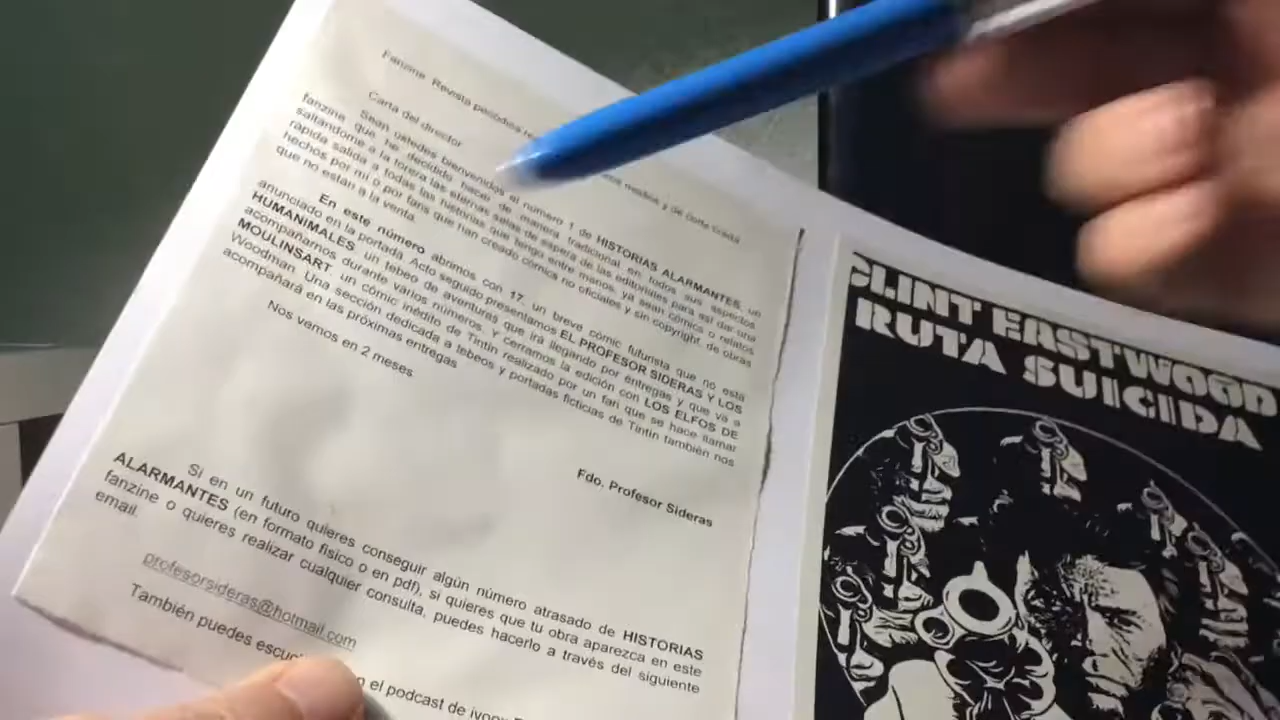 Fanzine. Revista periódica
modos y de corte
Carta del director
Sean ustedes bienvenidos al número 1 de HISTORIAS ALARMANTES, un
fanzine que he decidido hacer de manera tradicional en todos sus aspectos
saltándome a la torera las eternas salas de espera de las editoriales para así dar una
rápida salida a todas las historias que tengo entre manos, ya sean cómics o relatos
hechos por mí o por fans que han creado cómics no oficiales y sin copyright, de obras
que no están a la venta.
En este número abrimos con 17, un breve cómic futurista que no está
anunciado en la portada. Acto seguido presentamos EL PROFESOR SIDERAS Y LOS
HUMANIMALES, un tebeo de aventuras que irá llegando por entregas y que va a
acompañarnos durante varios números, y cerramos la edición con LOS ELFOS DE
MOULINSART, un cómic inédito de Tintín realizado por un fan que se hace llamar
Woodman. Una sección dedicada a tebeos y portadas ficticias de Tintín también nos
acompañará en las próximas entregas
Nos vemos en 2 meses.
Fdo. Profesor Sideras
Si en un futuro quieres conseguir algún número atrasado de HISTORIAS
ALARMANTES (en formato físico o en pdf), si quieres que tu obra aparezca en este
fanzine o quieres realizar cualquier consulta, puedes hacerlo a través del siguiente
email.
profesorsideras@hotmail.com
También puedes el podcast de
CLINT EASTWOOD
RUTA SUICIDA